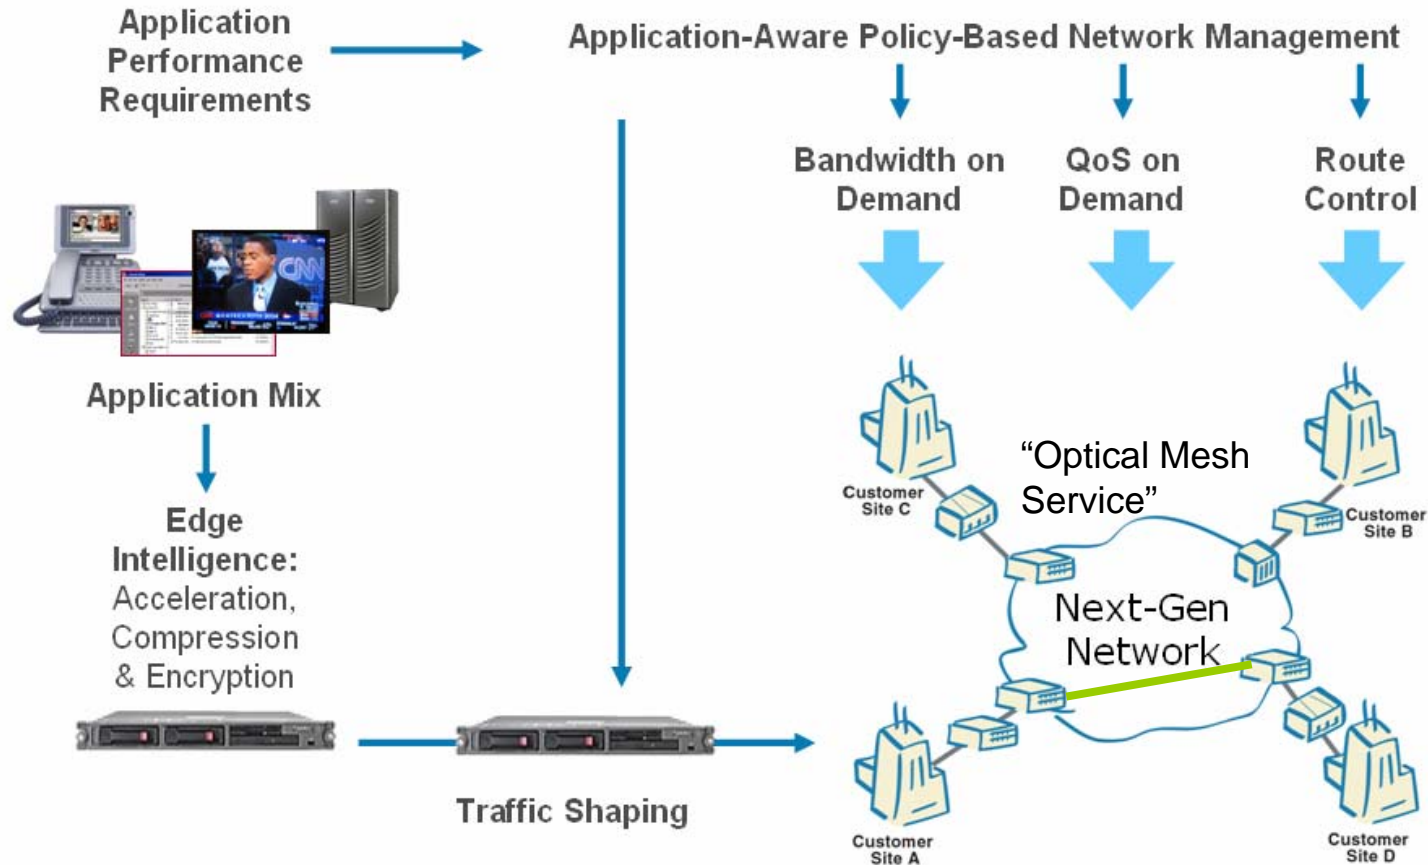 Application
Performance
Requirements
Application-Aware Policy-Based Network Management
Bandwidth on
Demand
QoS on
Demand
Route
Control
CNN
Application Mix
Edge
Intelligence:
Acceleration,
Compression
& Encryption
Traffic Shaping
“Optical Mesh
Service”
Customer
Site C
Customer
Site B
Next-Gen
Network
Customer
Site A
Customer
Site D